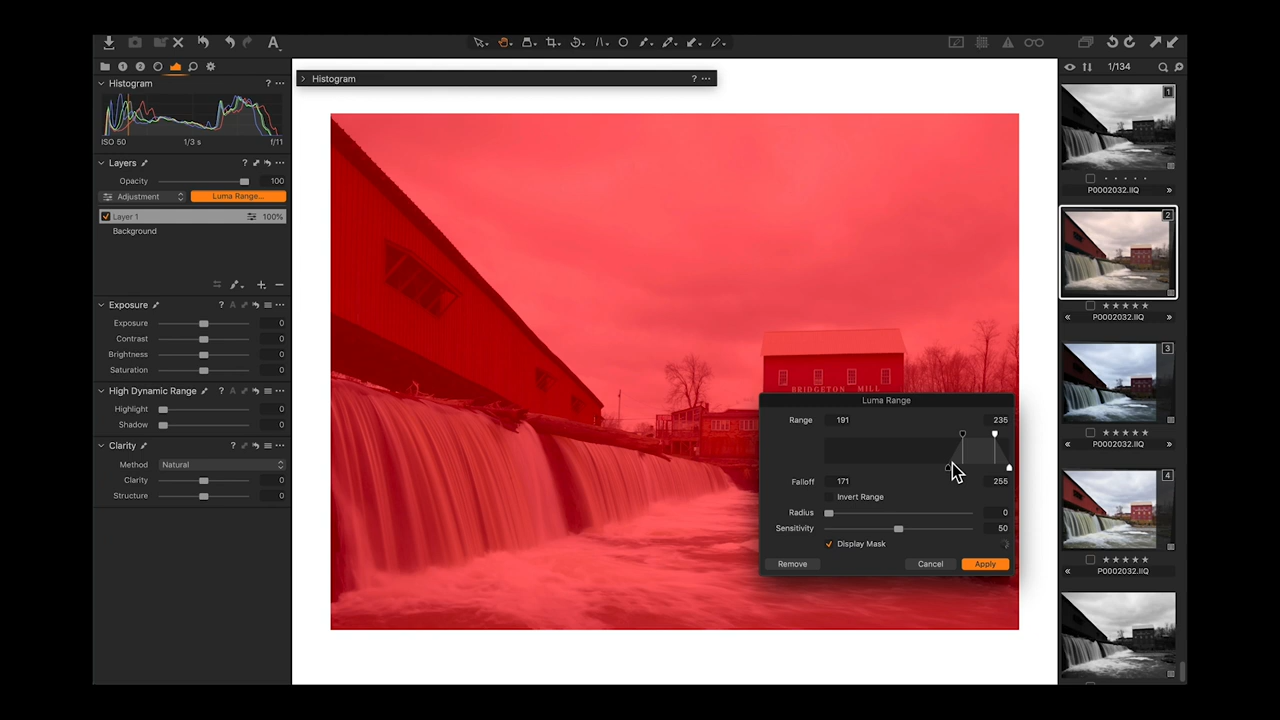 A
1/134
Histogram ? ...
Histogram ? ...
ISO 50 1/3 s f/11
Layers ? ...
Opacity 100
Adjustment Luma Range...
Layer 1 100%
Background
Exposure ? A ...
Exposure 0
Contrast 0
Brightness 0
Saturation 0
High Dynamic Range ? A ...
Highlight 0
Shadow 0
Clarity ? ...
Method Natural
Clarity 0
Structure 0
BRIDGETON MILL
Luma Range
Range 191 235
Falloff 171 255
Invert Range
Radius 0
Sensitivity 50
Display Mask
Remove Cancel Apply
1
P0002032.IIQ »
2
« P0002032.IIQ »
3
« P0002032.IIQ »
4
« P0002032.IIQ